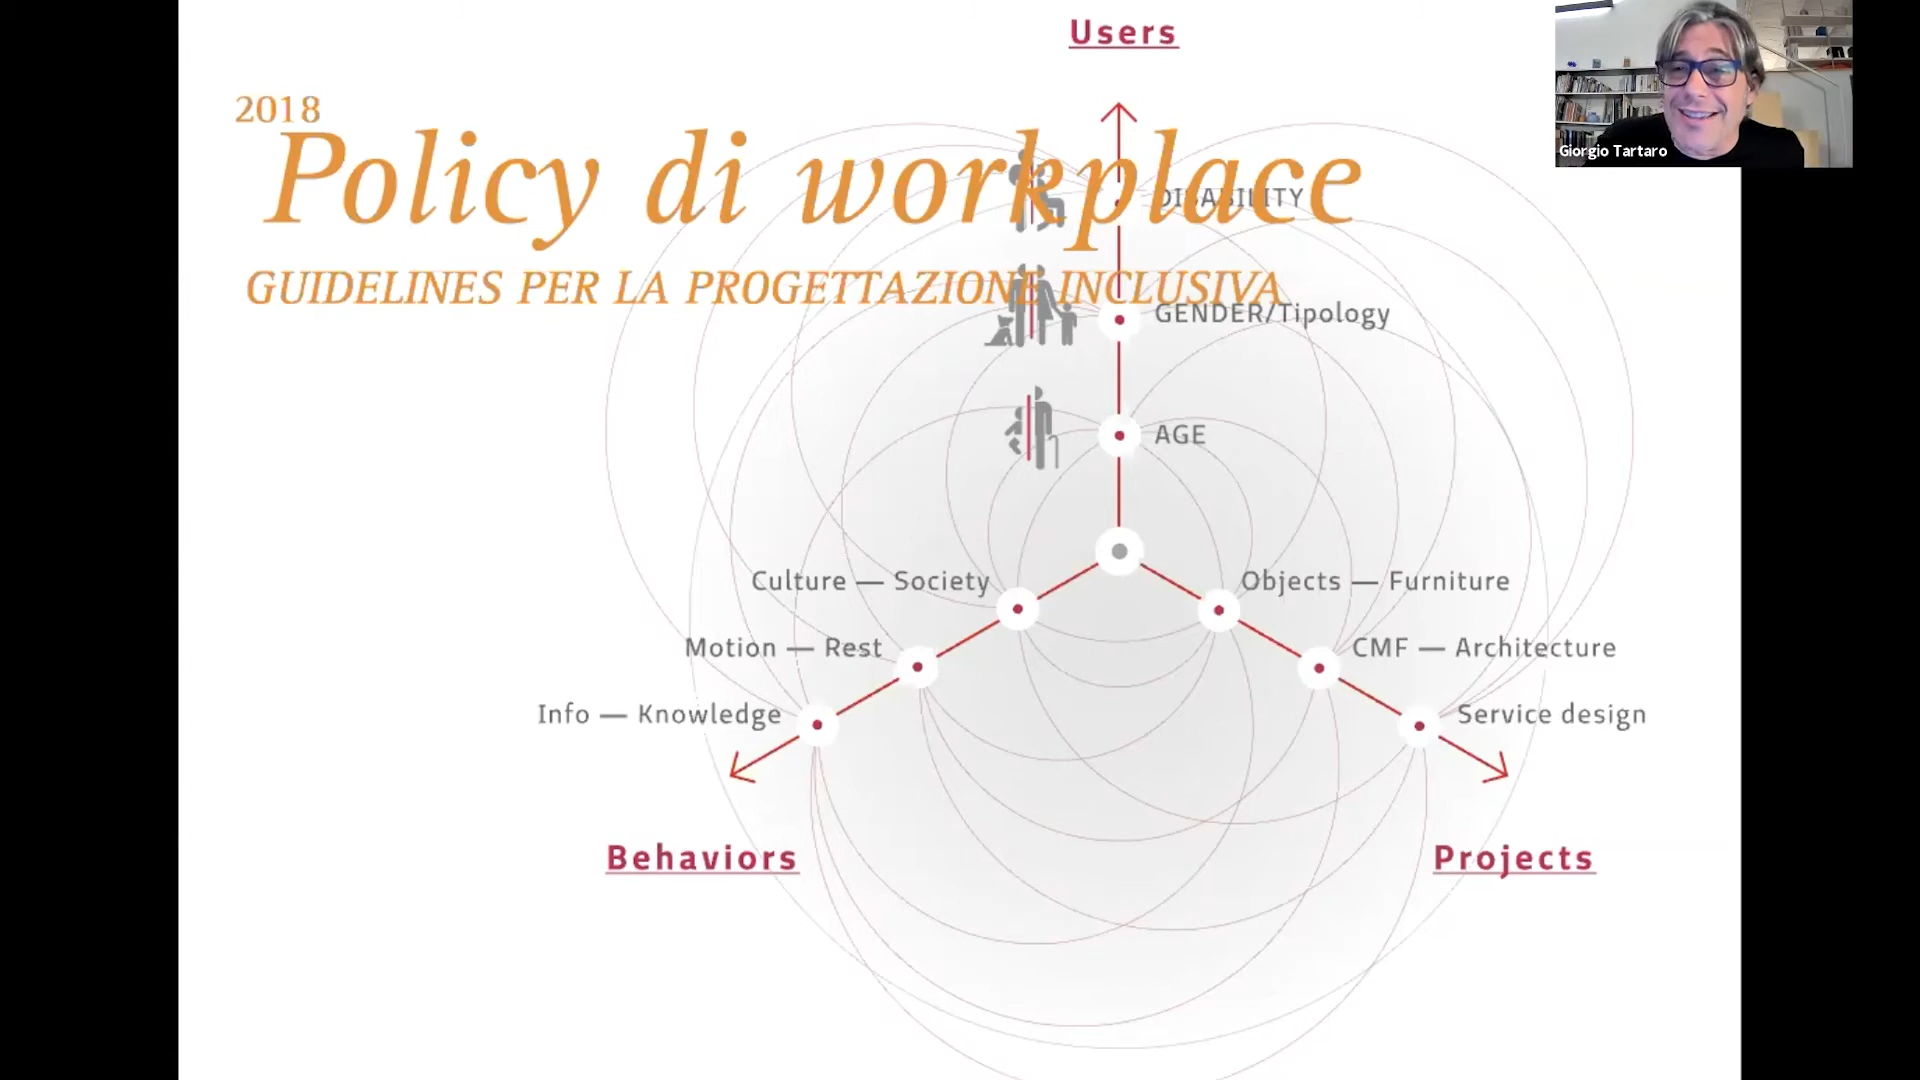 Users
Giorgio Tartaro
2018
Policy di workplace
DISABILITY
GUIDELINES PER LA PROGETTAZIONE INCLUSIVA
GENDER/Tipology
AGE
Culture — Society
Objects — Furniture
Motion — Rest
CMF — Architecture
Info — Knowledge
Service design
Behaviors
Projects